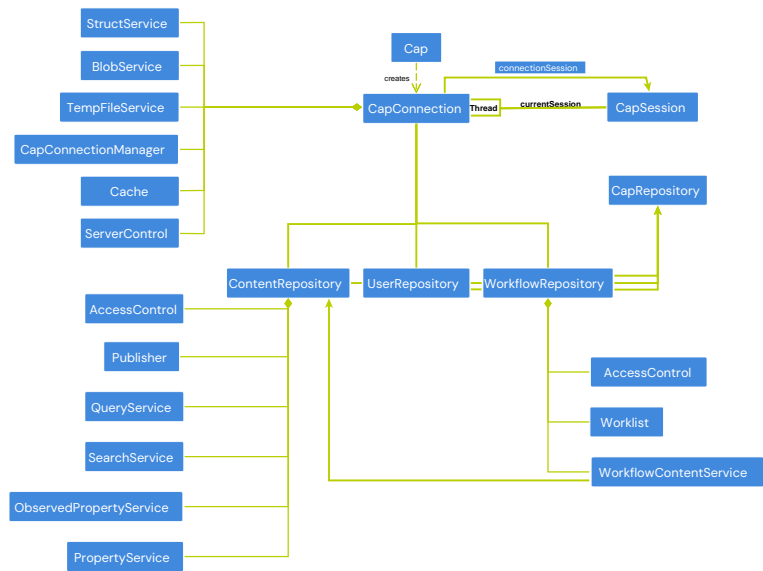 StructService
Cap
BlobService
connectionSession
creates
TempFileService
CapConnection
Thread
currentSession
CapSession
CapConnectionManager
Cache
CapRepository
ServerControl
ContentRepository
UserRepository
WorkflowRepository
AccessControl
Publisher
AccessControl
QueryService
Worklist
SearchService
WorkflowContentService
ObservedPropertyService
PropertyService